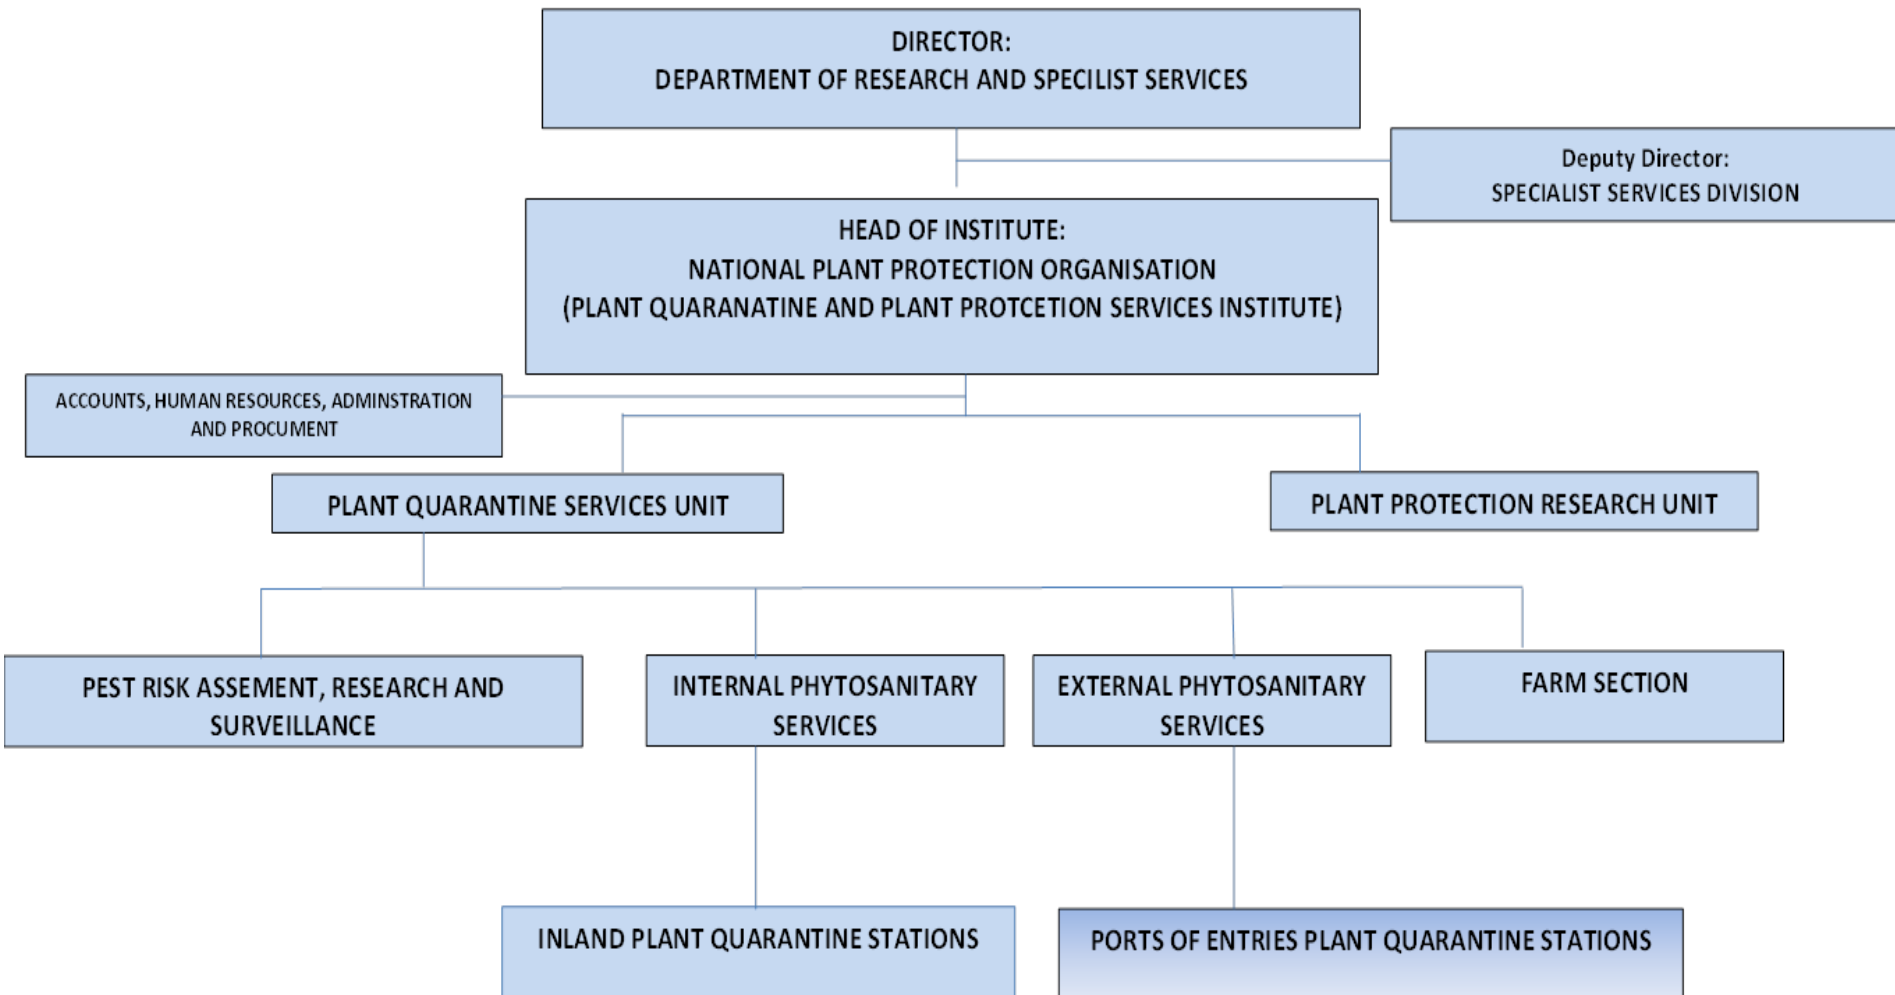 DIRECTOR:
DEPARTMENT OF RESEARCH AND SPECILIST SERVICES
Deputy Director:
SPECIALIST SERVICES DIVISION
HEAD OF INSTITUTE:
NATIONAL PLANT PROTECTION ORGANISATION
(PLANT QUARANATINE AND PLANT PROTCETION SERVICES INSTITUTE)
ACCOUNTS, HUMAN RESOURCES, ADMINSTRATION
AND PROCUMENT
PLANT QUARANTINE SERVICES UNIT
PLANT PROTECTION RESEARCH UNIT
PEST RISK ASSEMENT, RESEARCH AND
SURVEILLANCE
INTERNAL PHYTOSANITARY
SERVICES
EXTERNAL PHYTOSANITARY
SERVICES
FARM SECTION
INLAND PLANT QUARANTINE STATIONS
PORTS OF ENTRIES PLANT QUARANTINE STATIONS